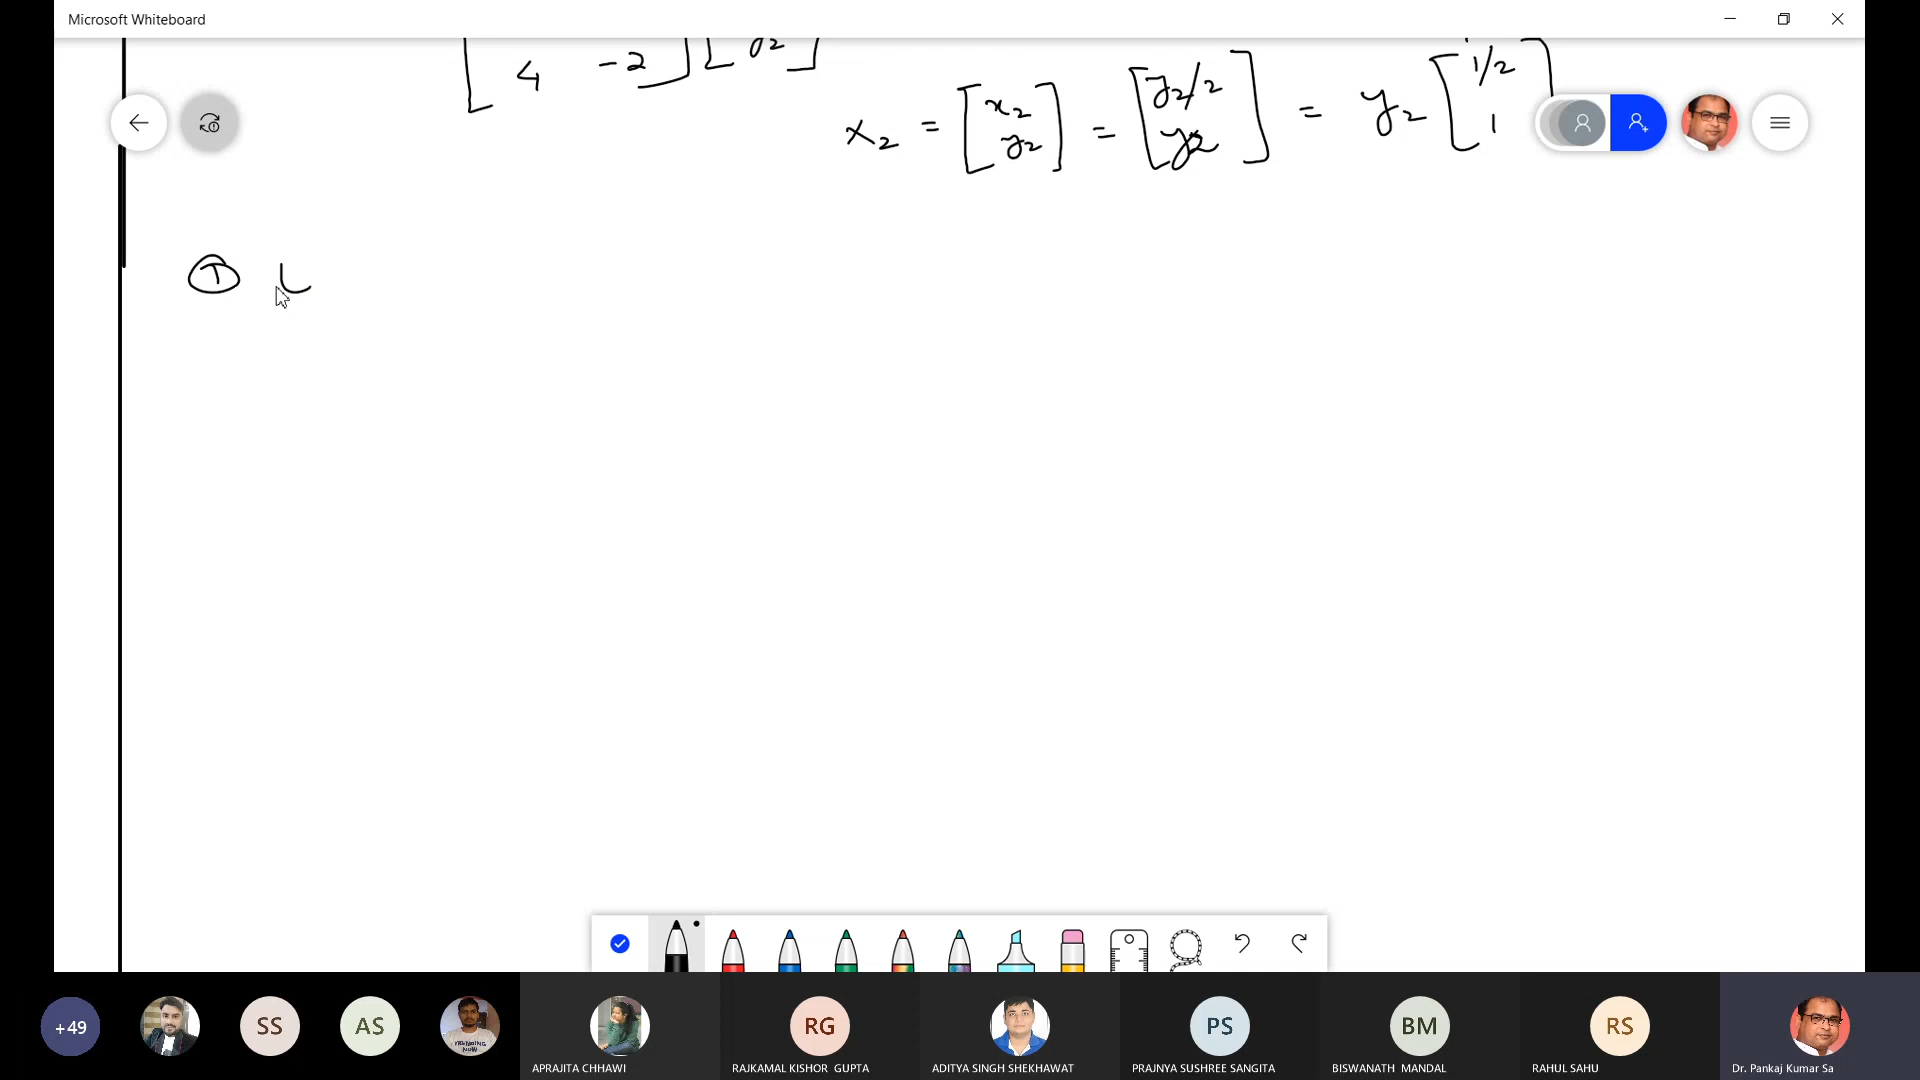 Microsoft Whiteboard
4 -2
x2 = [x2 y2] = [y2/2 y2] = y2 [1/2 1]
T L
+49
SS
AS
TRENDING NOW
RG
PS
BM
RS
APRAJITA CHHAWI
RAJKAMAL KISHOR GUPTA
ADITYA SINGH SHEKHAWAT
PRAJNYA SUSHREE SANGITA
BISWANATH MANDAL
RAHUL SAHU
Dr. Pankaj Kumar Sa